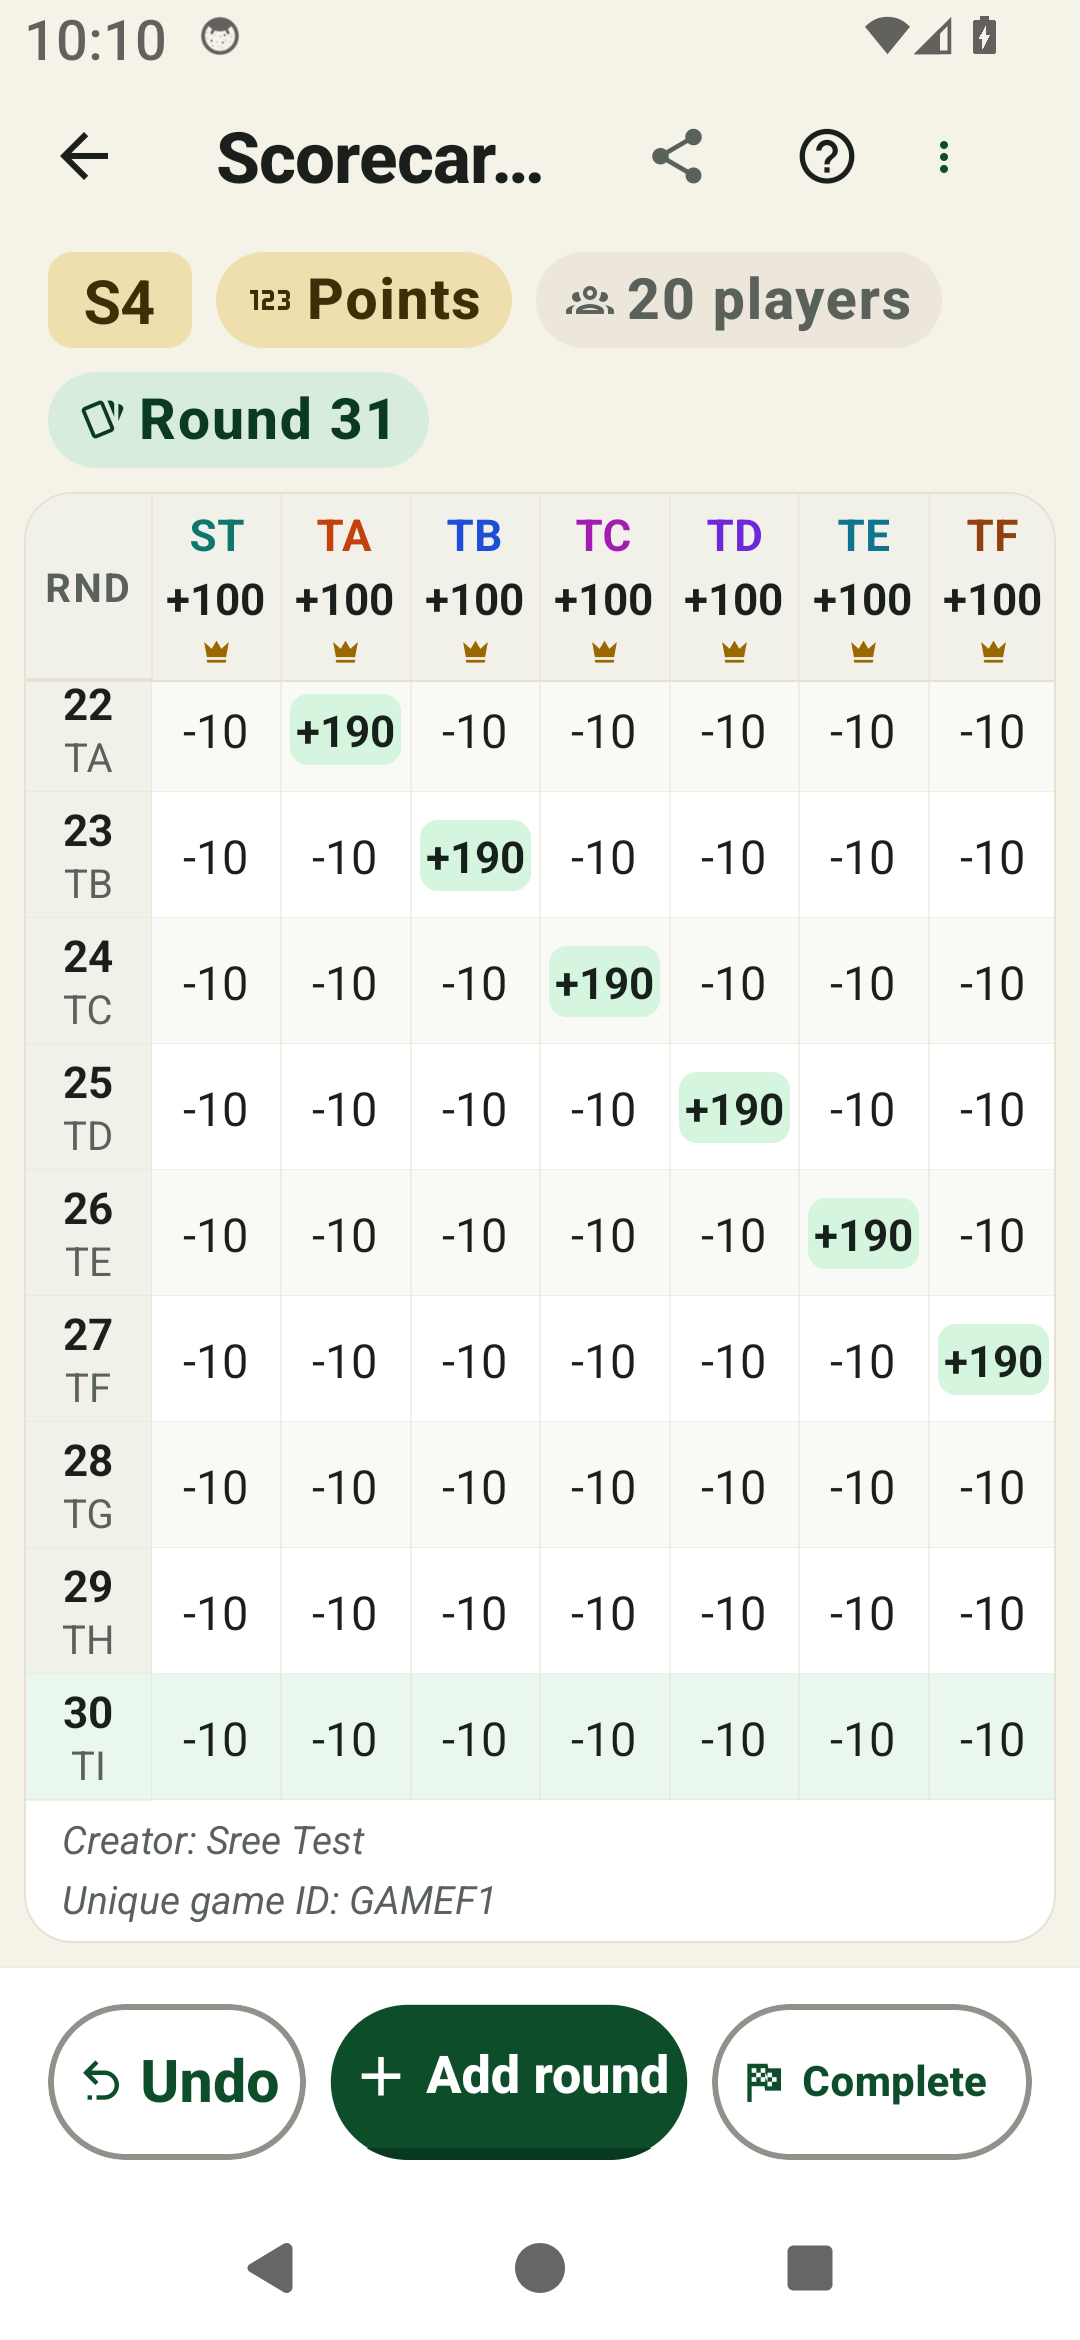 10:10
Scorecar...
S4
123 Points
20 players
Round 31
RND ST TA TB TC TD TE TF
+100 +100 +100 +100 +100 +100 +100
22 TA -10 +190 -10 -10 -10 -10 -10
23 TB -10 -10 +190 -10 -10 -10 -10
24 TC -10 -10 -10 +190 -10 -10 -10
25 TD -10 -10 -10 -10 +190 -10 -10
26 TE -10 -10 -10 -10 -10 +190 -10
27 TF -10 -10 -10 -10 -10 -10 +190
28 TG -10 -10 -10 -10 -10 -10 -10
29 TH -10 -10 -10 -10 -10 -10 -10
30 TI -10 -10 -10 -10 -10 -10 -10
Creator: Sree Test
Unique game ID: GAMEF1
Undo
Add round
Complete